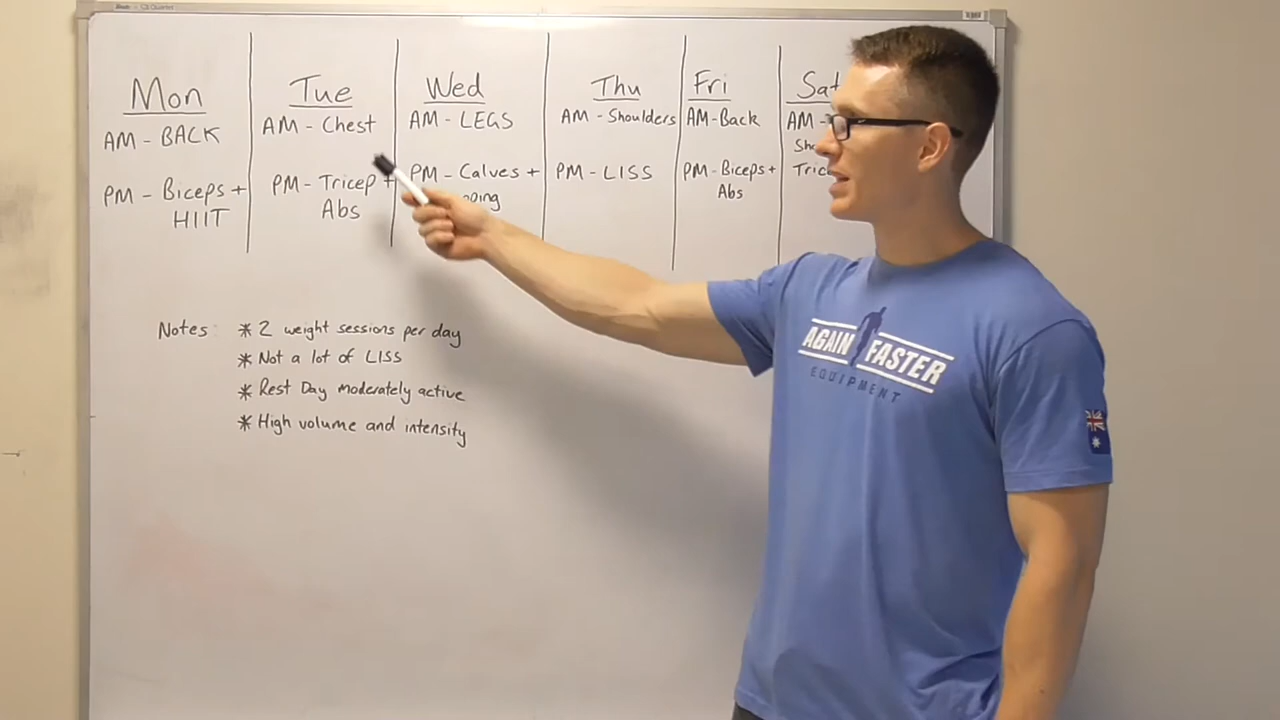 Mon
AM - BACK
PM - Biceps +
HIIT
Tue
AM - Chest
PM - Tricep +
Abs
Wed
AM - LEGS
PM - Calves +
Thu
AM - Shoulders
PM - LISS
Fri
AM - Back
PM - Biceps +
Abs
Sat
AM -
Notes:
* 2 weight sessions per day
* Not a lot of LISS
* Rest Day moderately active
* High volume and intensity
AGAIN FASTER
EQUIPMENT